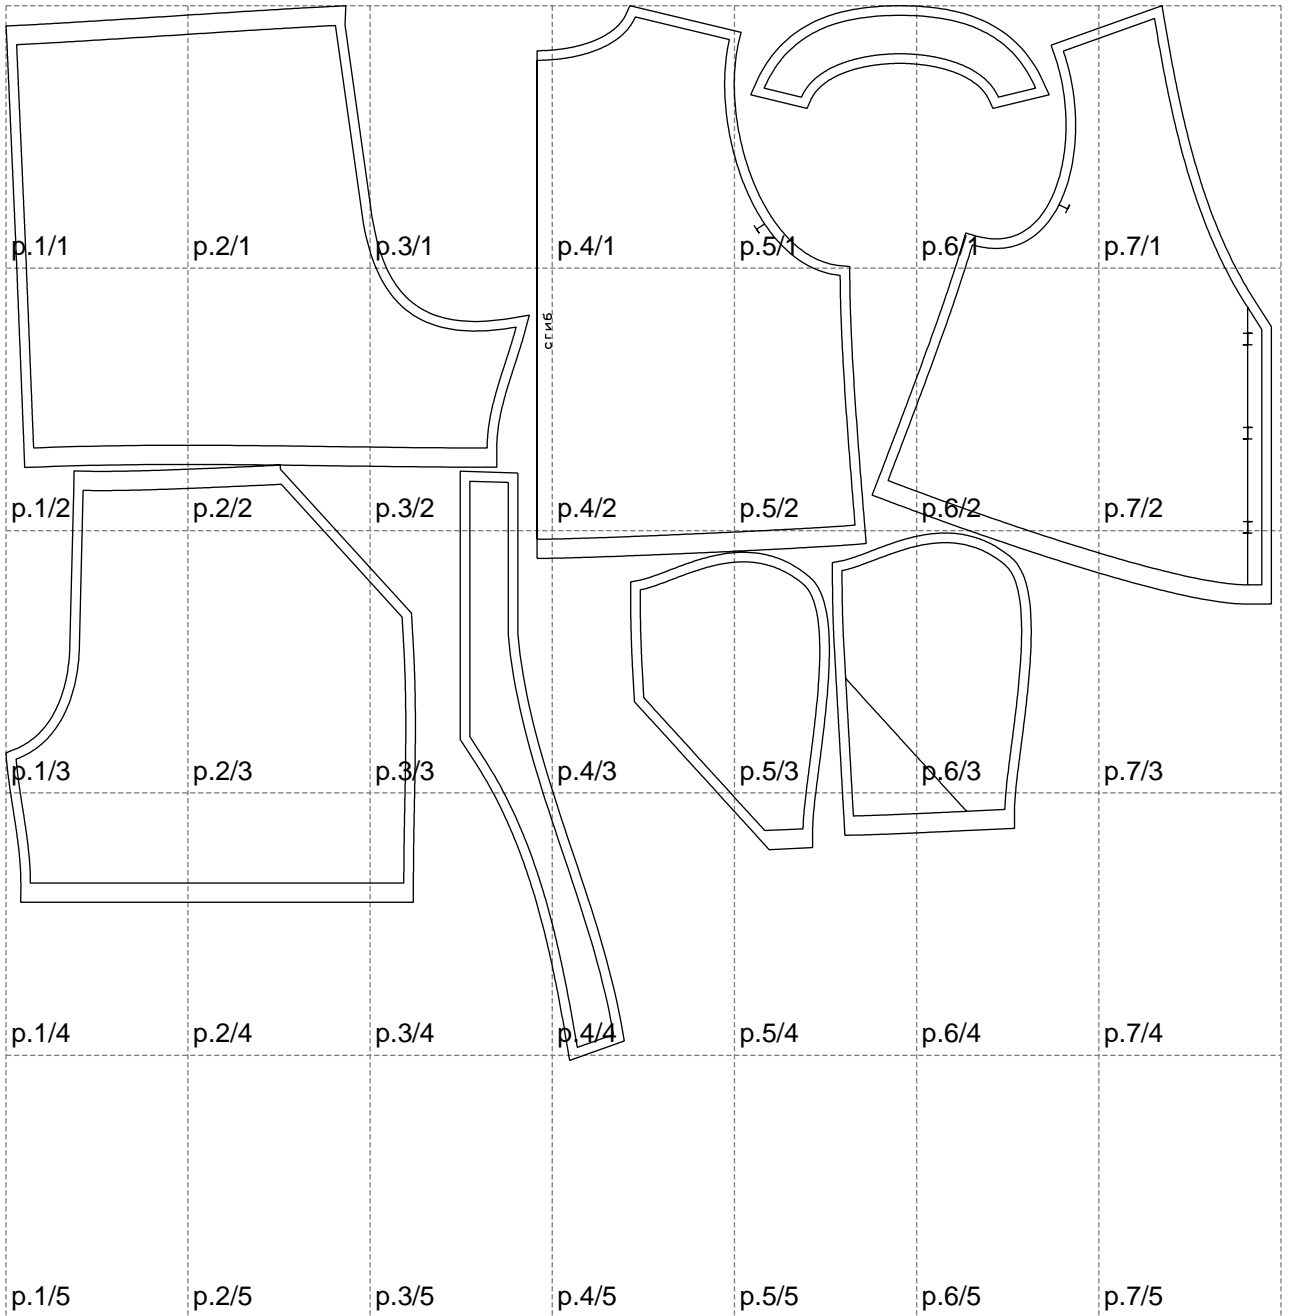 p.1/1 p.2/1 p.3/1 p.4/1 p.5/1 p.6/1 p.7/1
сгиб
p.1/2 p.2/2 p.3/2 p.4/2 p.5/2 p.6/2 p.7/2
p.1/3 p.2/3 p.3/3 p.4/3 p.5/3 p.6/3 p.7/3
p.1/4 p.2/4 p.3/4 p.4/4 p.5/4 p.6/4 p.7/4
p.1/5 p.2/5 p.3/5 p.4/5 p.5/5 p.6/5 p.7/5